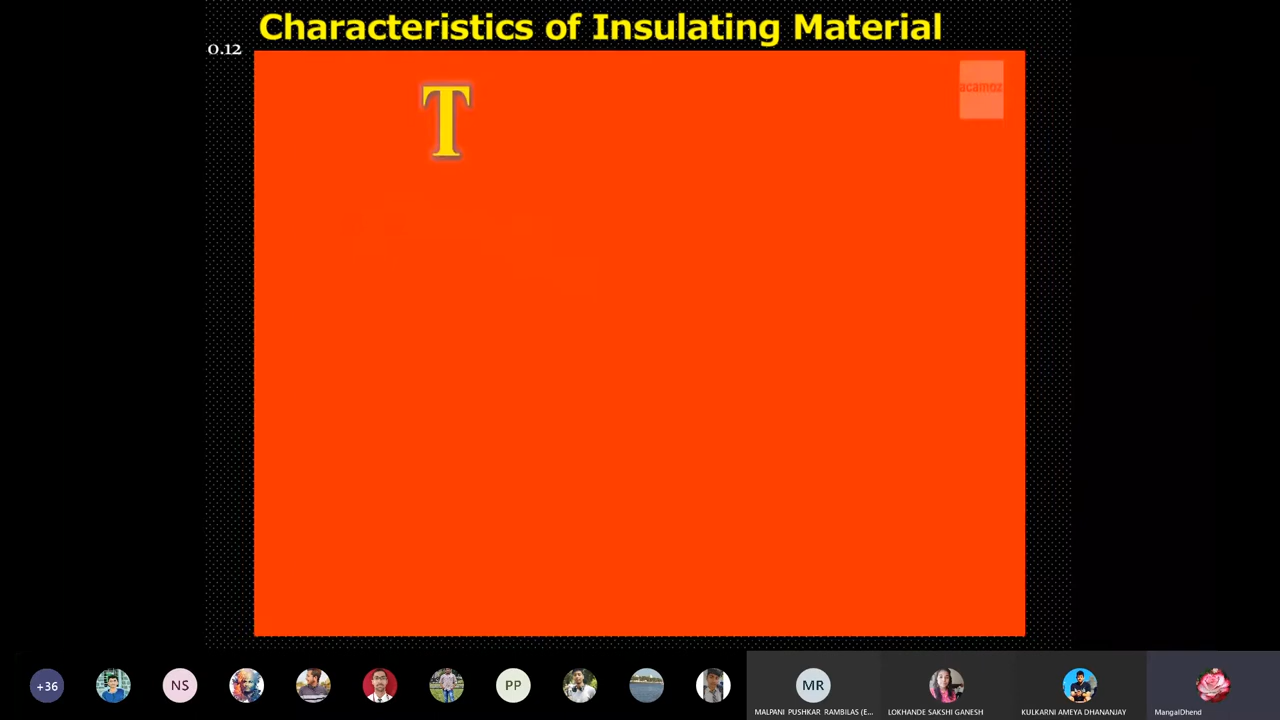 Characteristics of Insulating Material
0.12
acamoz
T
+36
NS
PP
MR
MALPANI PUSHKAR RAMBILAS (E...
LOKHANDE SAKSHI GANESH
KULKARNI AMEYA DHANANJAY
MangalDhend